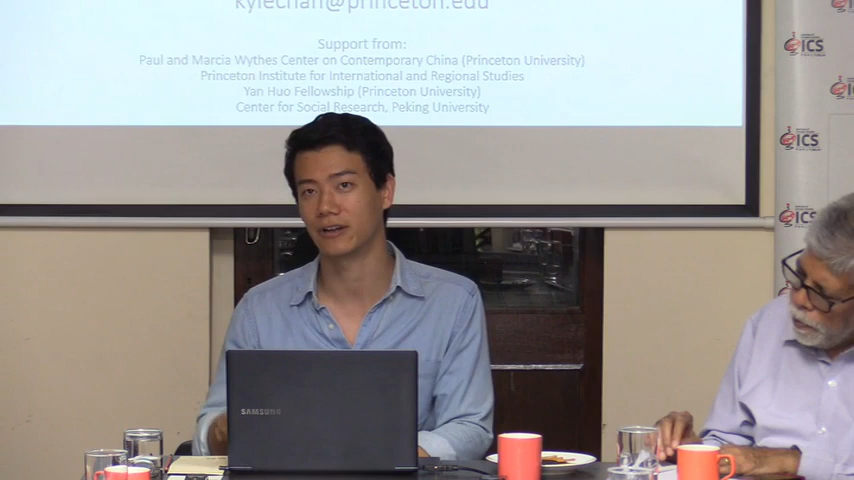 kylechan@princeton.edu
Support from:
Paul and Marcia Wythes Center on Contemporary China (Princeton University)
Princeton Institute for International and Regional Studies
Yan Huo Fellowship (Princeton University)
Center for Social Research, Peking University
ICS
ICS
ICS
ICS
SAMSUNG